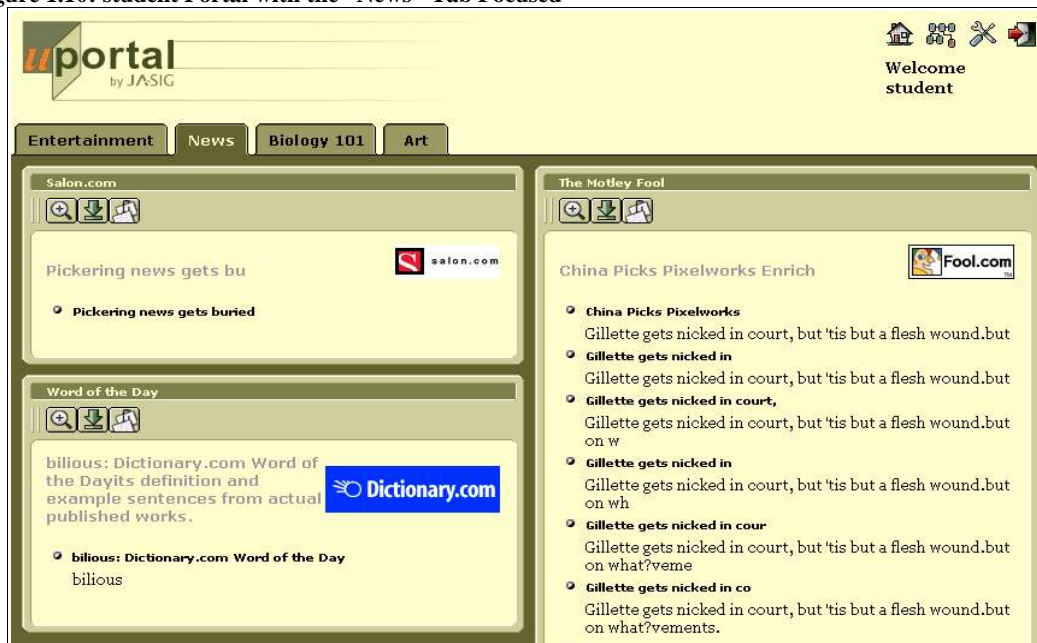 gure 1.10: student Portal with the "News" Tab Focused
uportal
by JA-SIG
Welcome
student
Entertainment News Biology 101 Art
Salon.com
salon.com
Pickering news gets bu
Pickering news gets buried
Word of the Day
bilious: Dictionary.com Word of
the Dayits definition and
example sentences from actual
published works.
Dictionary.com
bilious: Dictionary.com Word of the Day
bilious
The Motley Fool
Fool.com
China Picks Pixelworks Enrich
China Picks Pixelworks
Gillette gets nicked in court, but 'tis but a flesh wound.but
Gillette gets nicked in
Gillette gets nicked in court, but 'tis but a flesh wound.but
Gillette gets nicked in court,
Gillette gets nicked in court, but 'tis but a flesh wound.but
on w
Gillette gets nicked in
Gillette gets nicked in court, but 'tis but a flesh wound.but
on wh
Gillette gets nicked in cour
Gillette gets nicked in court, but 'tis but a flesh wound.but
on what?veme
Gillette gets nicked in co
Gillette gets nicked in court, but 'tis but a flesh wound.but
on what?vements.